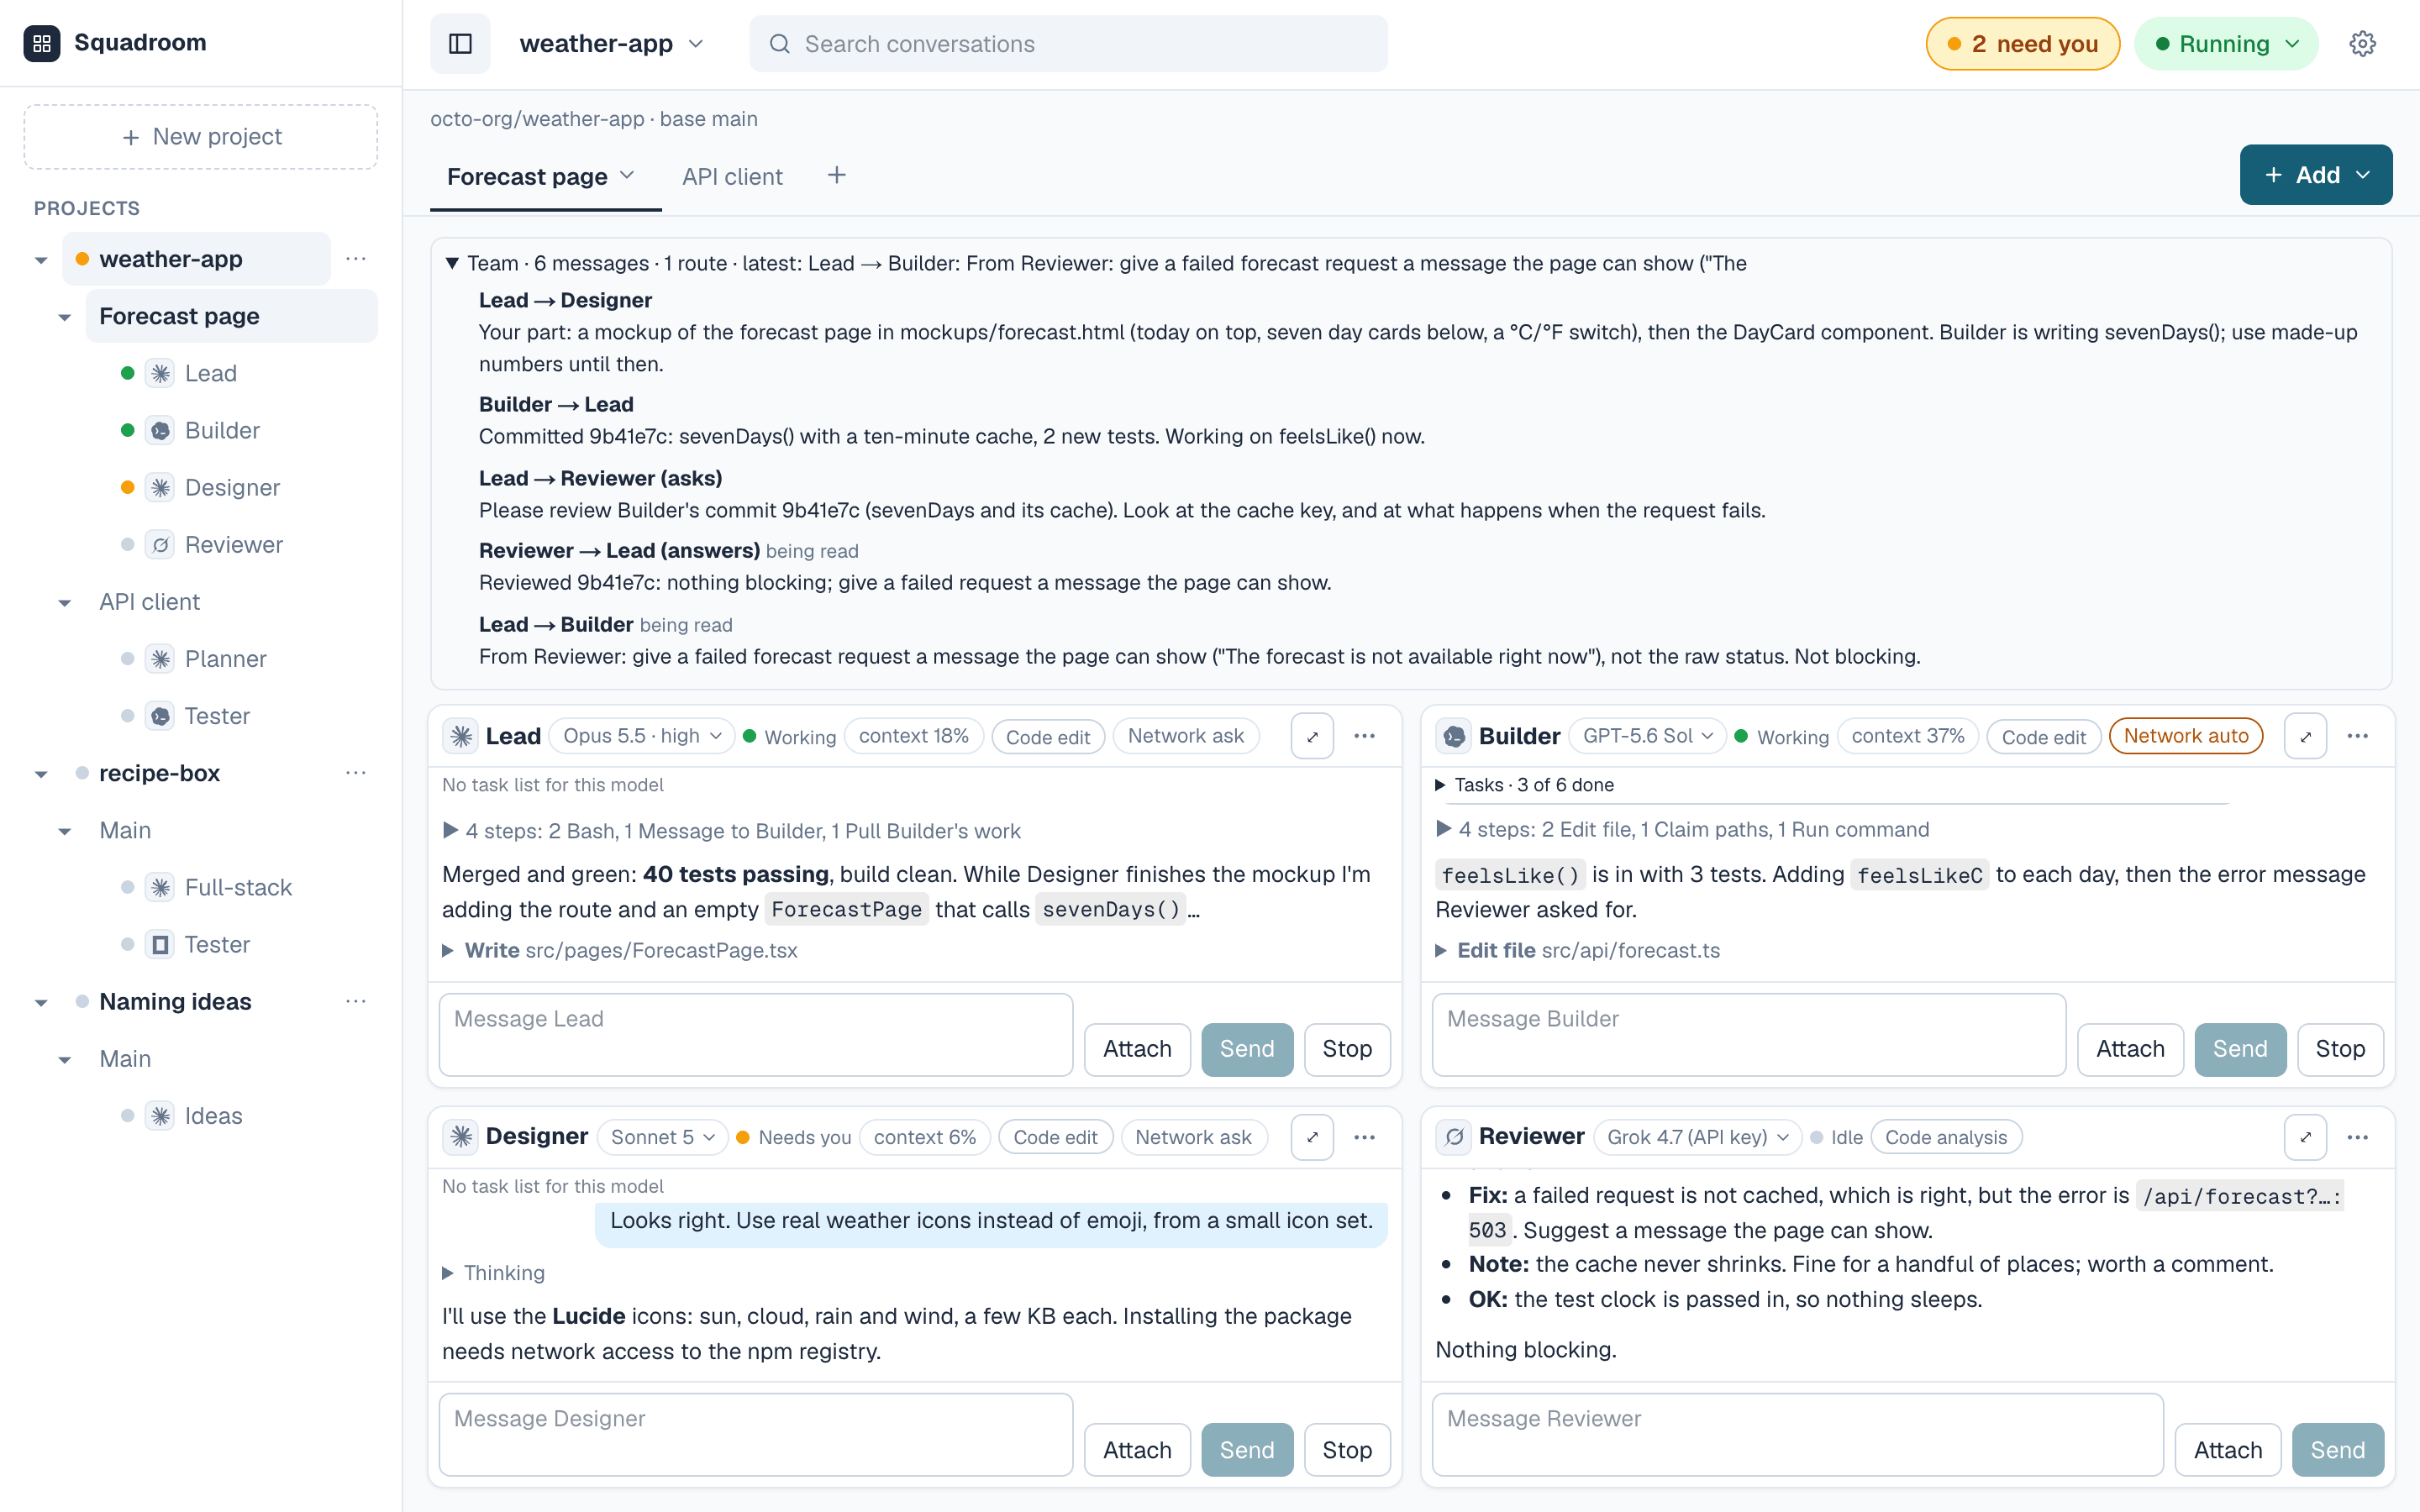 Squadroom
weather-app
Search conversations
2 need you
Running
+ New project
PROJECTS
weather-app
Forecast page
Lead
Builder
Designer
Reviewer
API client
Planner
Tester
recipe-box
Main
Full-stack
Tester
Naming ideas
Main
Ideas
octo-org/weather-app · base main
Forecast page
API client
+
+ Add
Team · 6 messages · 1 route · latest: Lead → Builder: From Reviewer: give a failed forecast request a message the page can show ("The
Lead → Designer
Your part: a mockup of the forecast page in mockups/forecast.html (today on top, seven day cards below, a °C/°F switch), then the DayCard component. Builder is writing sevenDays(); use made-up
numbers until then.
Builder → Lead
Committed 9b41e7c: sevenDays() with a ten-minute cache, 2 new tests. Working on feelsLike() now.
Lead → Reviewer (asks)
Please review Builder's commit 9b41e7c (sevenDays and its cache). Look at the cache key, and at what happens when the request fails.
Reviewer → Lead (answers) being read
Reviewed 9b41e7c: nothing blocking; give a failed request a message the page can show.
Lead → Builder being read
From Reviewer: give a failed forecast request a message the page can show ("The forecast is not available right now"), not the raw status. Not blocking.
Lead Opus 5.5 · high Working context 18% Code edit Network ask
No task list for this model
4 steps: 2 Bash, 1 Message to Builder, 1 Pull Builder's work
Merged and green: 40 tests passing, build clean. While Designer finishes the mockup I'm
adding the route and an empty ForecastPage that calls sevenDays()…
Write src/pages/ForecastPage.tsx
Message Lead
Attach Send Stop
Builder GPT-5.6 Sol Working context 37% Code edit Network auto
Tasks · 3 of 6 done
4 steps: 2 Edit file, 1 Claim paths, 1 Run command
feelsLike() is in with 3 tests. Adding feelsLikeC to each day, then the error message
Reviewer asked for.
Edit file src/api/forecast.ts
Message Builder
Attach Send Stop
Designer Sonnet 5 Needs you context 6% Code edit Network ask
No task list for this model
Looks right. Use real weather icons instead of emoji, from a small icon set.
Thinking
I'll use the Lucide icons: sun, cloud, rain and wind, a few KB each. Installing the package
needs network access to the npm registry.
Message Designer
Attach Send Stop
Reviewer Grok 4.7 (API key) Idle Code analysis
• Fix: a failed request is not cached, which is right, but the error is /api/forecast?…:
503. Suggest a message the page can show.
• Note: the cache never shrinks. Fine for a handful of places; worth a comment.
• OK: the test clock is passed in, so nothing sleeps.
Nothing blocking.
Message Reviewer
Attach Send